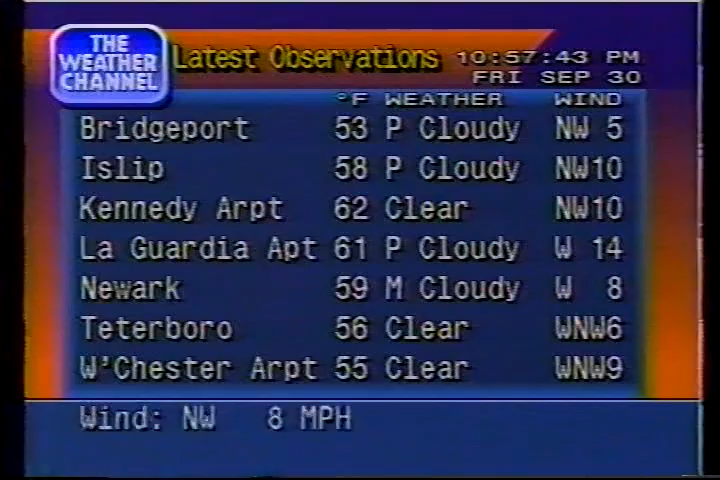 THE
WEATHER
CHANNEL
Latest Observations 10:57:43 PM
FRI SEP 30
°F WEATHER WIND
Bridgeport 53 P Cloudy NW 5
Islip 58 P Cloudy NW10
Kennedy Arpt 62 Clear NW10
La Guardia Apt 61 P Cloudy W 14
Newark 59 M Cloudy W 8
Teterboro 56 Clear WNW6
W'Chester Arpt 55 Clear WNW9
Wind: NW 8 MPH